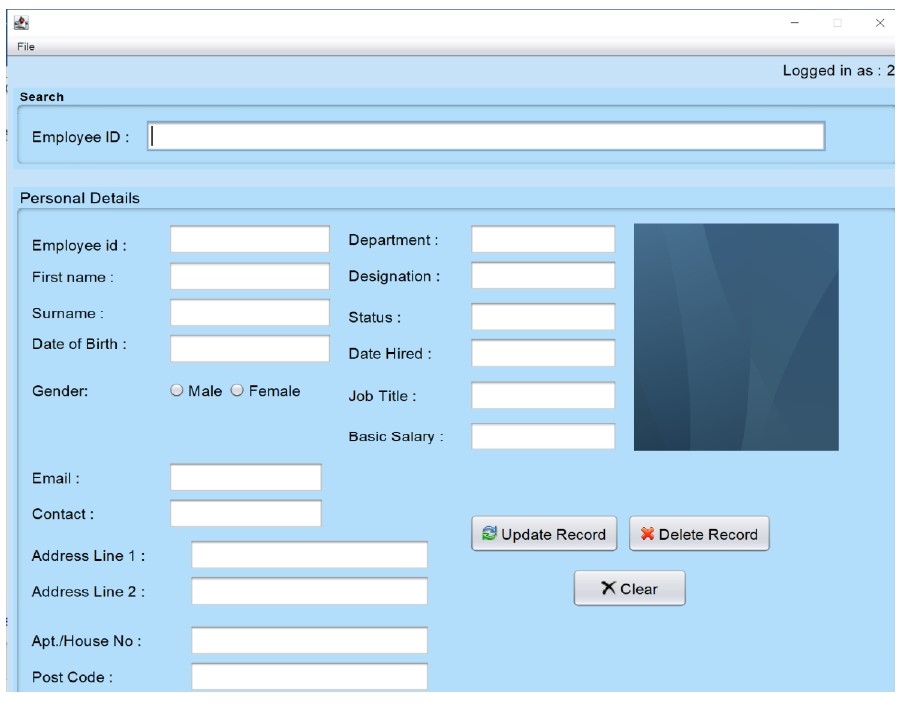 File
Logged in as : 2
Search
Employee ID :
Personal Details
Employee id :
First name :
Surname :
Date of Birth :
Gender:
Male
Female
Department :
Designation :
Status :
Date Hired :
Job Title :
Basic Salary :
Email :
Contact :
Address Line 1 :
Address Line 2 :
Apt./House No :
Post Code :
Update Record
Delete Record
Clear